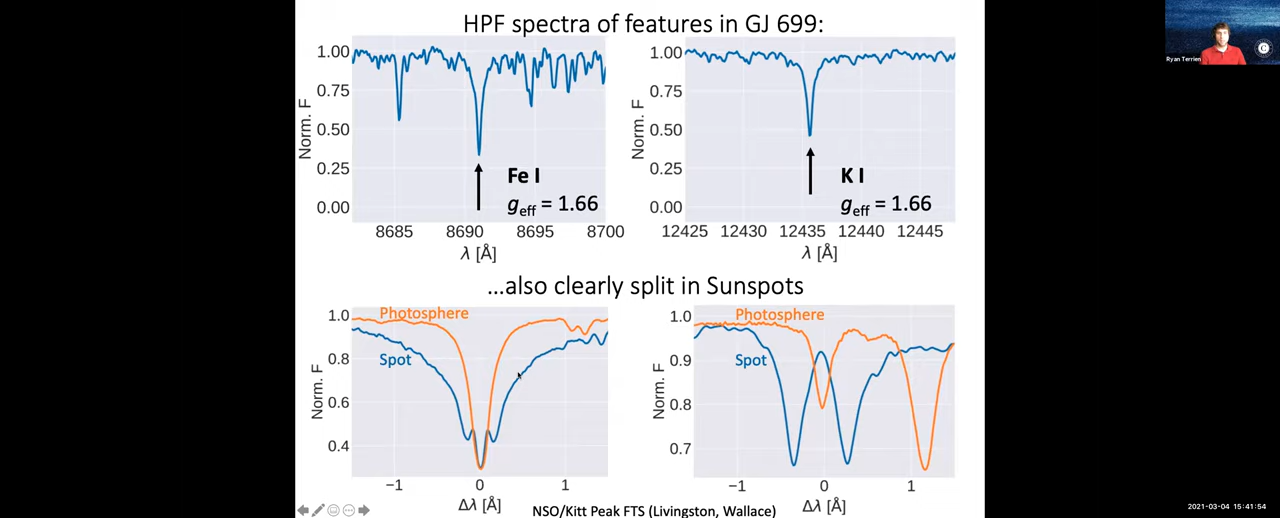 HPF spectra of features in GJ 699:
Norm. F
1.00
0.75
0.50
0.25
0.00
Fe I
g_eff = 1.66
8685 8690 8695 8700
λ [Å]
Norm. F
1.00
0.75
0.50
0.25
0.00
K I
g_eff = 1.66
12425 12430 12435 12440 12445
λ [Å]
Ryan Terrien
...also clearly split in Sunspots
Norm. F
1.0
0.8
0.6
0.4
Photosphere
Spot
−1 0 1
Δλ [Å]
Norm. F
1.0
0.9
0.8
0.7
Photosphere
Spot
−1 0 1
Δλ [Å]
NSO/Kitt Peak FTS (Livingston, Wallace)
2021-03-04 15:41:54